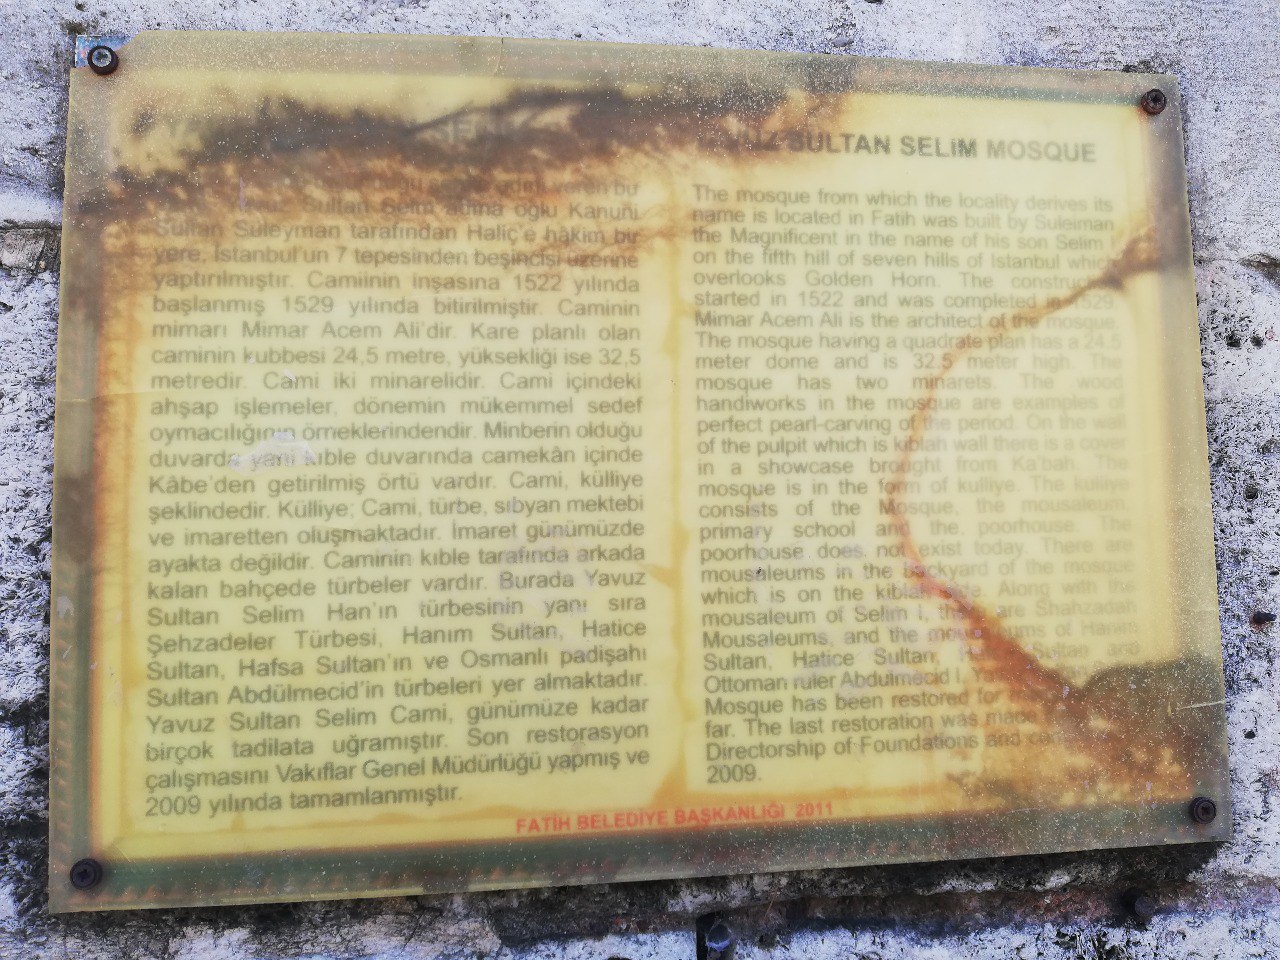 SULTAN SELIM MOSQUE
veren bu
Sultan Selim adına oğlu Kanuni
Sultan Süleyman tarafından Haliç'e hâkim bir
yere, İstanbul'un 7 tepesinden beşincisi üzerine
yaptırılmıştır. Camiinin inşasına 1522 yılında
başlanmış 1529 yılında bitirilmiştir. Caminin
mimarı Mimar Acem Ali'dir. Kare planlı olan
caminin kubbesi 24,5 metre, yüksekliği ise 32,5
metredir. Cami iki minarelidir. Cami içindeki
ahşap işlemeler, dönemin mükemmel sedef
oymacılığının örneklerindendir. Minberin olduğu
duvarda yani kıble duvarında camekân içinde
Kâbe'den getirilmiş örtü vardır. Cami, külliye
şeklindedir. Külliye; Cami, türbe, sıbyan mektebi
ve imaretten oluşmaktadır. İmaret günümüzde
ayakta değildir. Caminin kıble tarafında arkada
kalan bahçede türbeler vardır. Burada Yavuz
Sultan Selim Han'ın türbesinin yanı sıra
Şehzadeler Türbesi, Hanım Sultan, Hatice
Sultan, Hafsa Sultan'ın ve Osmanlı padişahı
Sultan Abdülmecid'in türbeleri yer almaktadır.
Yavuz Sultan Selim Cami, günümüze kadar
birçok tadilata uğramıştır. Son restorasyon
çalışmasını Vakıflar Genel Müdürlüğü yapmış ve
2009 yılında tamamlanmıştır.
The mosque from which the locality derives its
name is located in Fatih was built by Suleiman
the Magnificent in the name of his son Selim I
on the fifth hill of seven hills of Istanbul which
overlooks Golden Horn. The construction
started in 1522 and was completed in 1529.
Mimar Acem Ali is the architect of the mosque.
The mosque having a quadrate plan has a 24,5
meter dome and is 32,5 meter high. The
mosque has two minarets. The wood
handiworks in the mosque are examples of
perfect pearl-carving of the period. On the wall
of the pulpit which is kıblah wall there is a cover
in a showcase brought from Ka'bah. The
mosque is in the form of kulliye. The kulliye
consists of the Mosque, the mousaleum,
primary school and the poorhouse. The
poorhouse does not exist today. There are
mousaleums in the backyard of the mosque
which is on the kıblah side. Along with the
mousaleum of Selim I, there are Shahzadah
Mousaleums, and the mousaleums of Hanım
Sultan, Hatice Sultan, Sultan and
Ottoman ruler Abdulmecid I,
Mosque has been restored for
far. The last restoration was made
Directorship of Foundations and
2009.
FATİH BELEDİYE BAŞKANLIĞI 2011